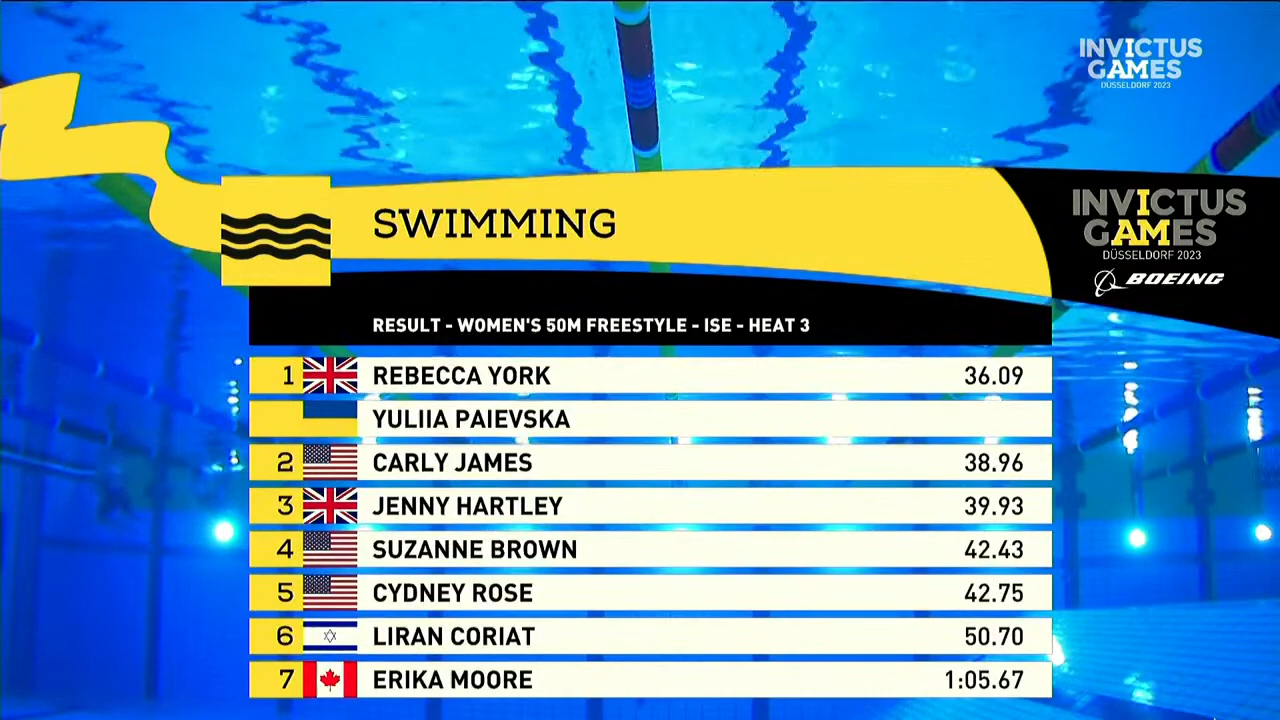 INVICTUS
GAMES
DÜSSELDORF 2023
SWIMMING
INVICTUS
GAMES
DÜSSELDORF 2023
BOEING
RESULT - WOMEN'S 50M FREESTYLE - ISE - HEAT 3
1 REBECCA YORK 36.09
YULIIA PAIEVSKA
2 CARLY JAMES 38.96
3 JENNY HARTLEY 39.93
4 SUZANNE BROWN 42.43
5 CYDNEY ROSE 42.75
6 LIRAN CORIAT 50.70
7 ERIKA MOORE 1:05.67